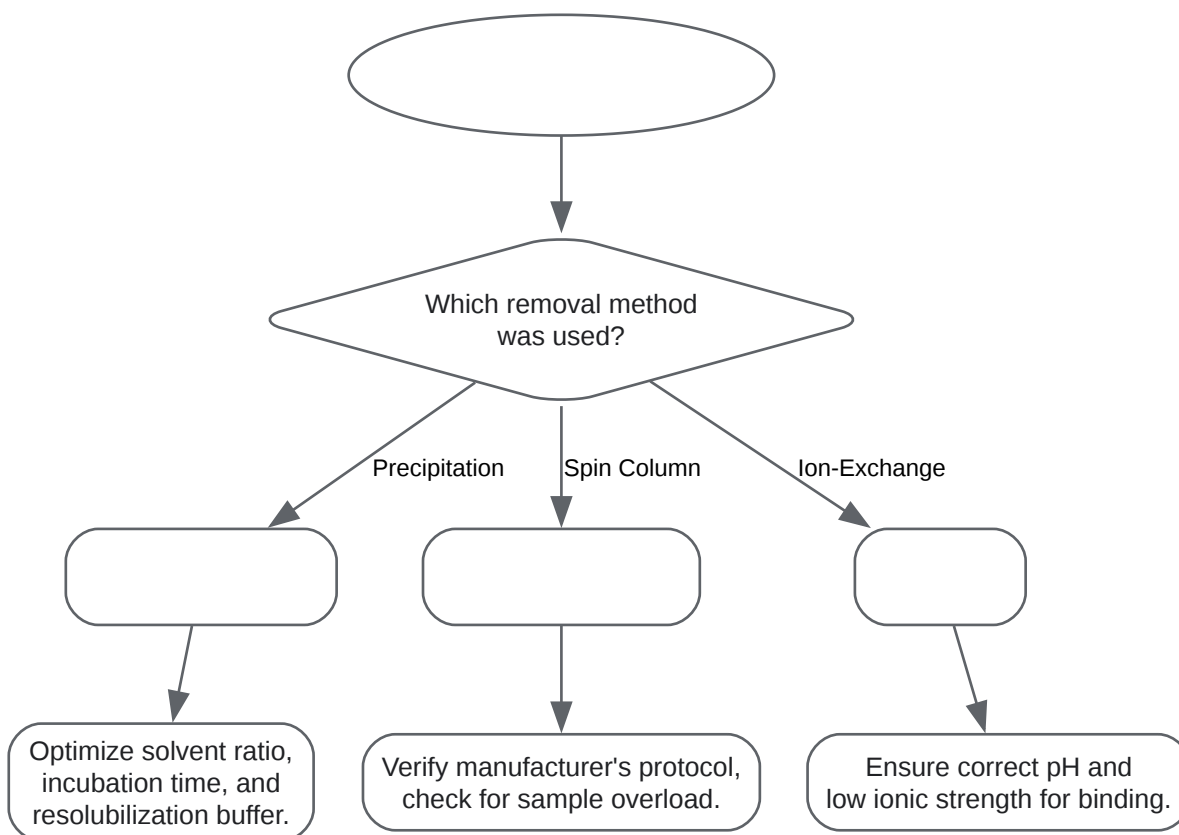 Which removal method
was used?
Precipitation
Spin Column
Ion-Exchange
Optimize solvent ratio,
incubation time, and
resolubilization buffer.
Verify manufacturer's protocol,
check for sample overload.
Ensure correct pH and
low ionic strength for binding.